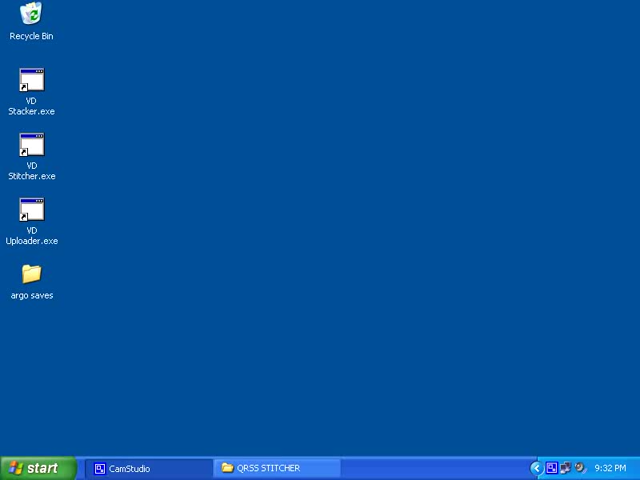 Recycle Bin
VD
Stacker.exe
VD
Stitcher.exe
VD
Uploader.exe
argo saves
start
CamStudio
QRSS STITCHER
9:32 PM